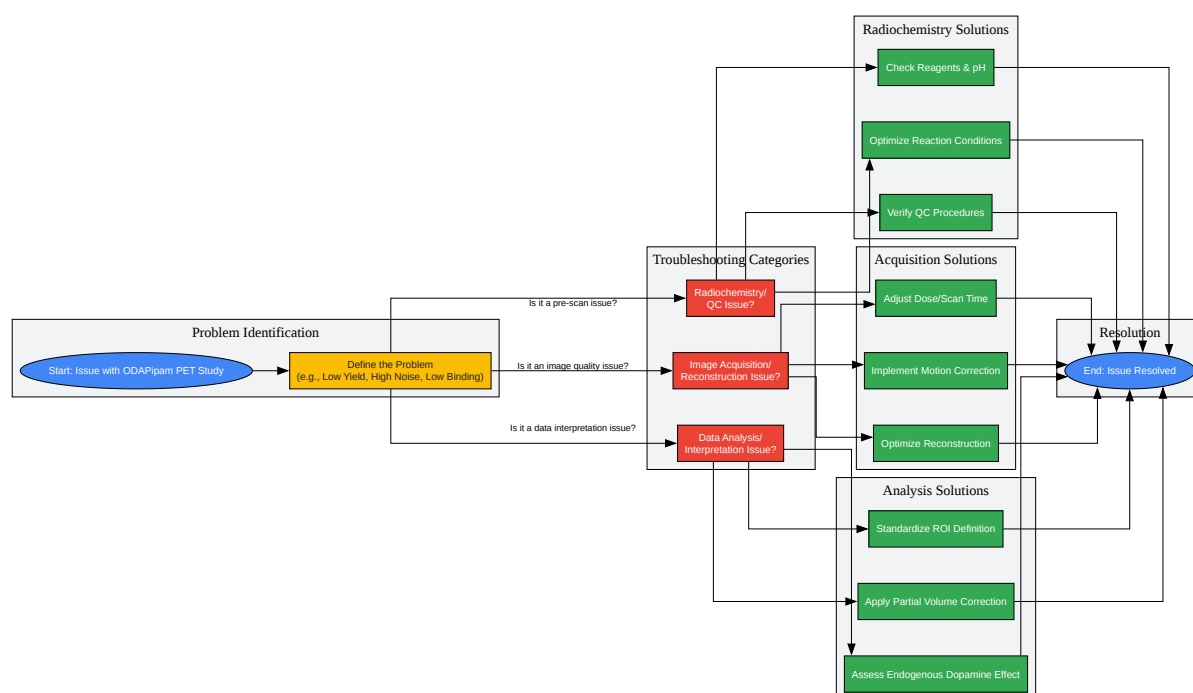 Problem Identification
Start: Issue with ODAPipam PET Study
Define the Problem
(e.g., Low Yield, High Noise, Low Binding)
Is it a pre-scan issue?
Is it an image quality issue?
Is it a data interpretation issue?
Troubleshooting Categories
Radiochemistry/
QC Issue?
Image Acquisition/
Reconstruction Issue?
Data Analysis/
Interpretation Issue?
Radiochemistry Solutions
Check Reagents & pH
Optimize Reaction Conditions
Verify QC Procedures
Acquisition Solutions
Adjust Dose/Scan Time
Implement Motion Correction
Optimize Reconstruction
Analysis Solutions
Standardize ROI Definition
Apply Partial Volume Correction
Assess Endogenous Dopamine Effect
Resolution
End: Issue Resolved